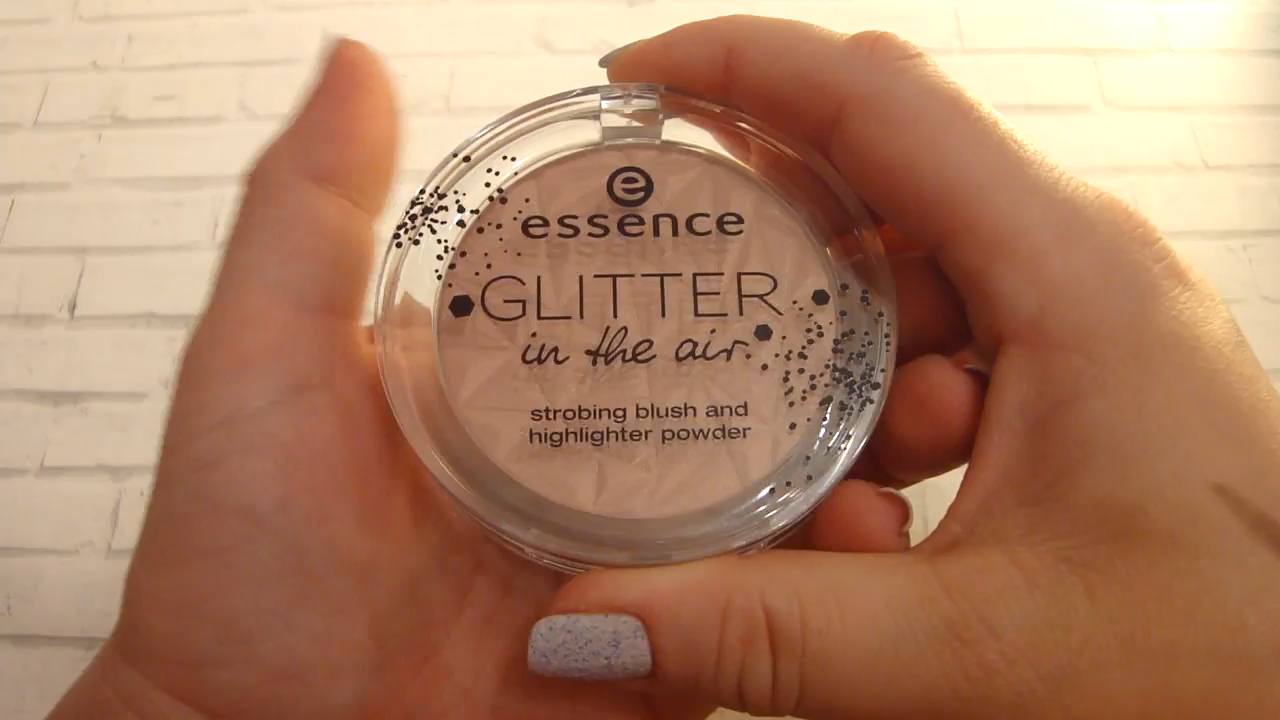 e
essence
GLITTER
in the air
strobing blush and
highlighter powder